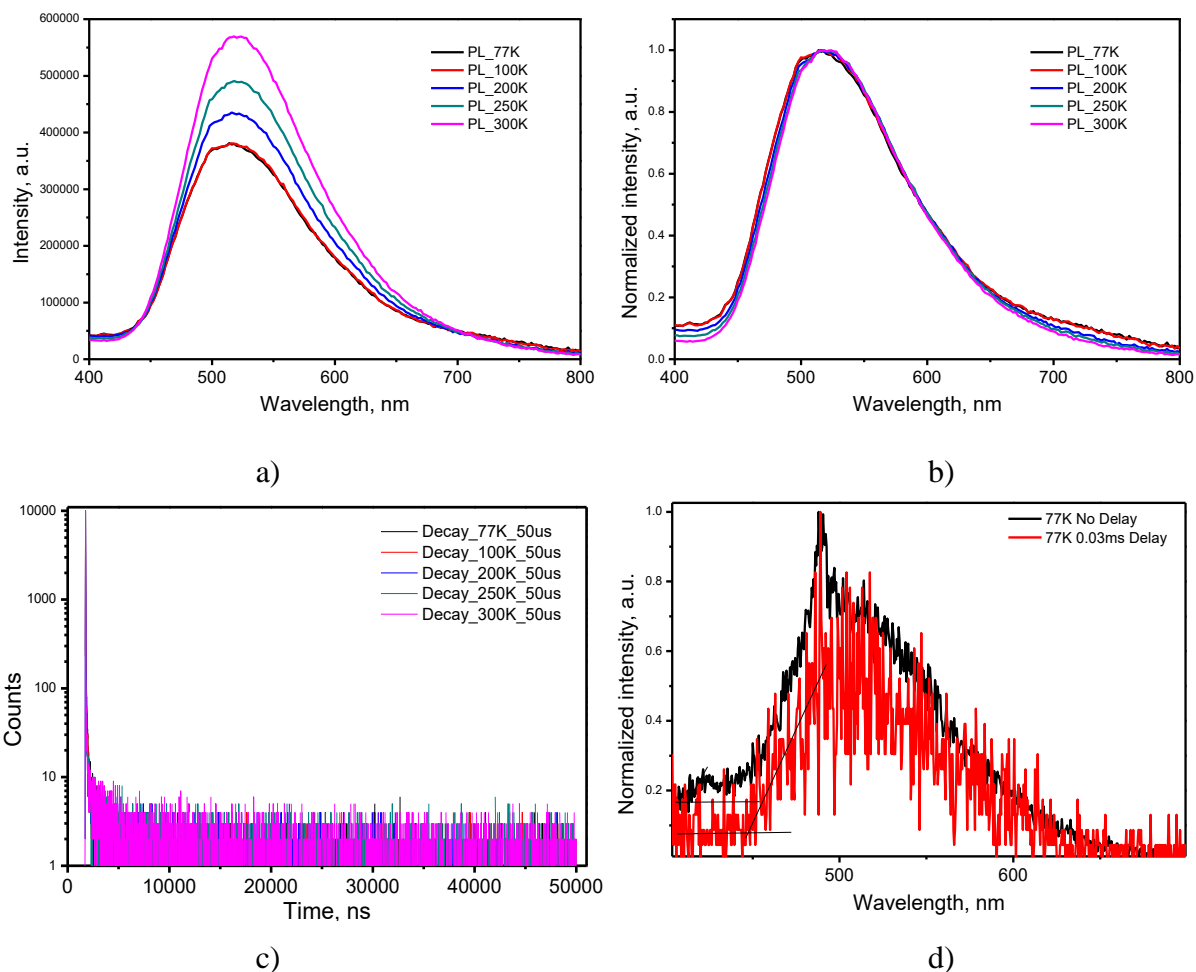 600000
500000
400000
300000
200000
100000
0
Intensity, a.u.
PL_77K
PL_100K
PL_200K
PL_250K
PL_300K
400 500 600 700 800
Wavelength, nm
a)
1.0
0.8
0.6
0.4
0.2
0.0
Normalized intensity, a.u.
PL_77K
PL_100K
PL_200K
PL_250K
PL_300K
400 500 600 700 800
Wavelength, nm
b)
10000
1000
100
10
1
Counts
Decay_77K_50us
Decay_100K_50us
Decay_200K_50us
Decay_250K_50us
Decay_300K_50us
0 10000 20000 30000 40000 50000
Time, ns
c)
1.0
0.8
0.6
0.4
0.2
Normalized intensity, a.u.
77K No Delay
77K 0.03ms Delay
500 600
Wavelength, nm
d)